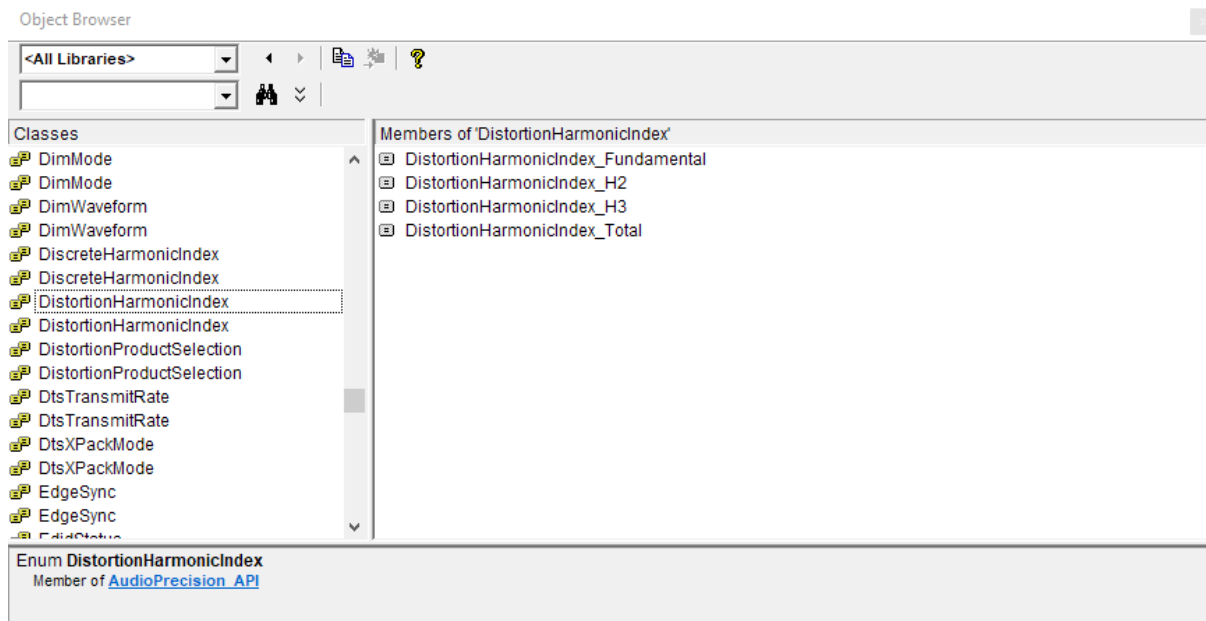 Object Browser
<All Libraries>
Classes
DimMode
DimMode
DimWaveform
DimWaveform
DiscreteHarmonicIndex
DiscreteHarmonicIndex
DistortionHarmonicIndex
DistortionHarmonicIndex
DistortionProductSelection
DistortionProductSelection
DtsTransmitRate
DtsTransmitRate
DtsXPackMode
DtsXPackMode
EdgeSync
EdgeSync
EdidStatus
Members of 'DistortionHarmonicIndex'
DistortionHarmonicIndex_Fundamental
DistortionHarmonicIndex_H2
DistortionHarmonicIndex_H3
DistortionHarmonicIndex_Total
Enum DistortionHarmonicIndex
Member of AudioPrecision_API